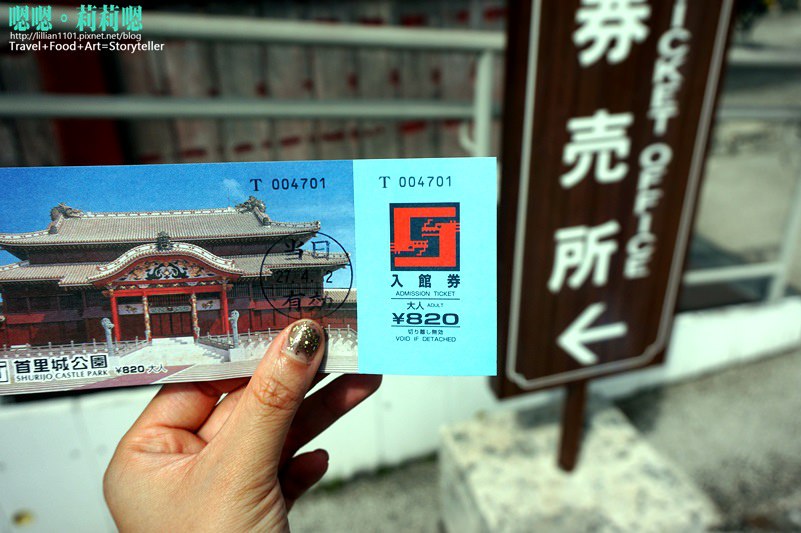 嗯嗯。莉莉嗯
http://lillian1101.pixnet.net/blog
Travel+Food+Art=Storyteller
T 004701
当日
有効
首里城公園
SHURIJO CASTLE PARK ¥820 大人
T 004701
入館券
ADMISSION TICKET
大人 ADULT
¥820
切り離し無効
VOID IF DETACHED
券売所
TICKET OFFICE
←